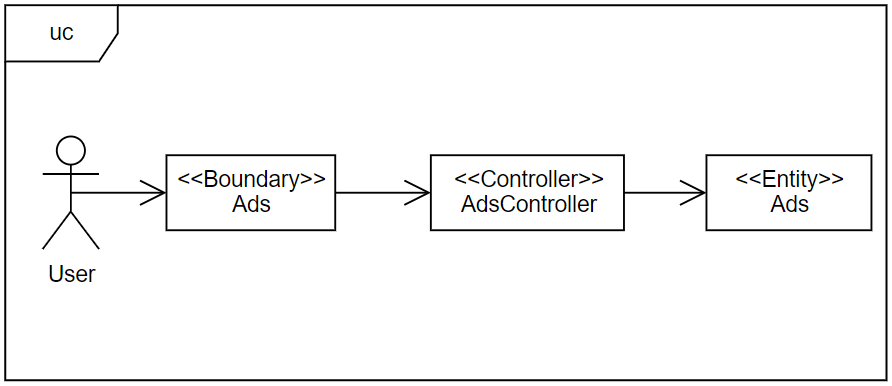 uc
<<Boundary>>
Ads
<<Controller>>
AdsController
<<Entity>>
Ads
User